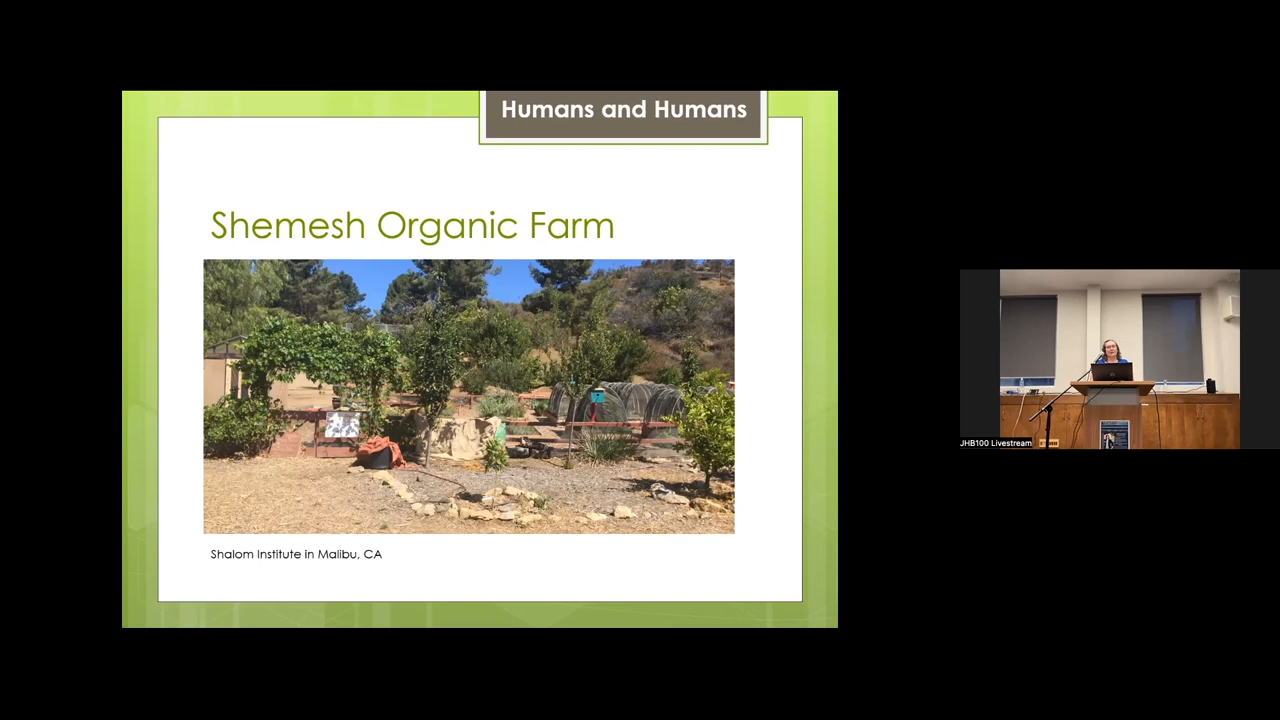 Humans and Humans
Shemesh Organic Farm
Shalom Institute in Malibu, CA
JHB100 Livestream